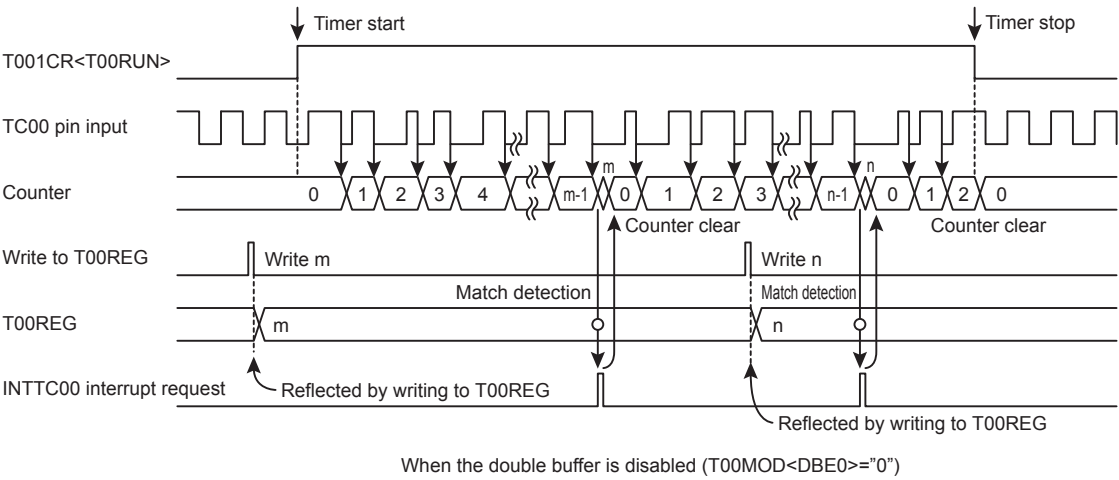 Timer start
Timer stop
T001CR<T00RUN>
TC00 pin input
m
n
Counter
0 1 2 3 4 m-1 0 1 2 3 n-1 0 1 2 0
Counter clear
Counter clear
Write to T00REG
Write m
Write n
Match detection
Match detection
T00REG
m
n
INTTC00 interrupt request
Reflected by writing to T00REG
Reflected by writing to T00REG
When the double buffer is disabled (T00MOD<DBE0>=”0”)